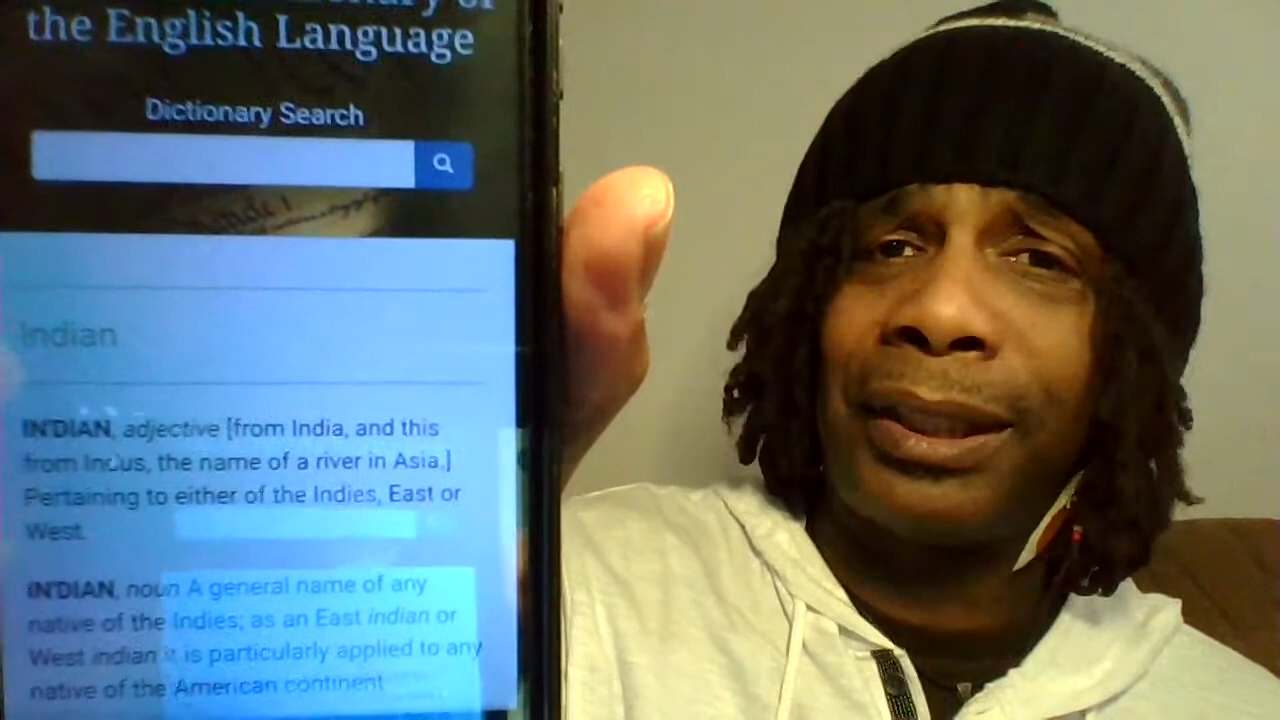 the English Language
Dictionary Search
Indian
IN'DIAN, adjective [from India, and this
from Indus, the name of a river in Asia.]
Pertaining to either of the Indies, East or
West.
IN'DIAN, noun A general name of any
native of the Indies; as an East indian or
West indian it is particularly applied to any
native of the American continent